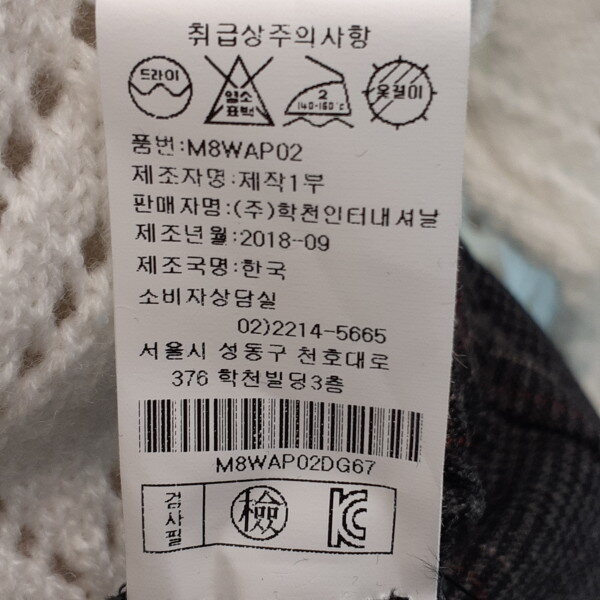 취급상주의사항
드라이 염소 표백 2 140-160℃ 옷걸이
품번:M8WAP02
제조자명:제작1부
판매자명:(주)학천인터내셔날
제조년월:2018-09
제조국명:한국
소비자상담실
02)2214-5665
서울시 성동구 천호대로
376 학천빌딩3층
M8WAP02DG67
검사필 檢 KC